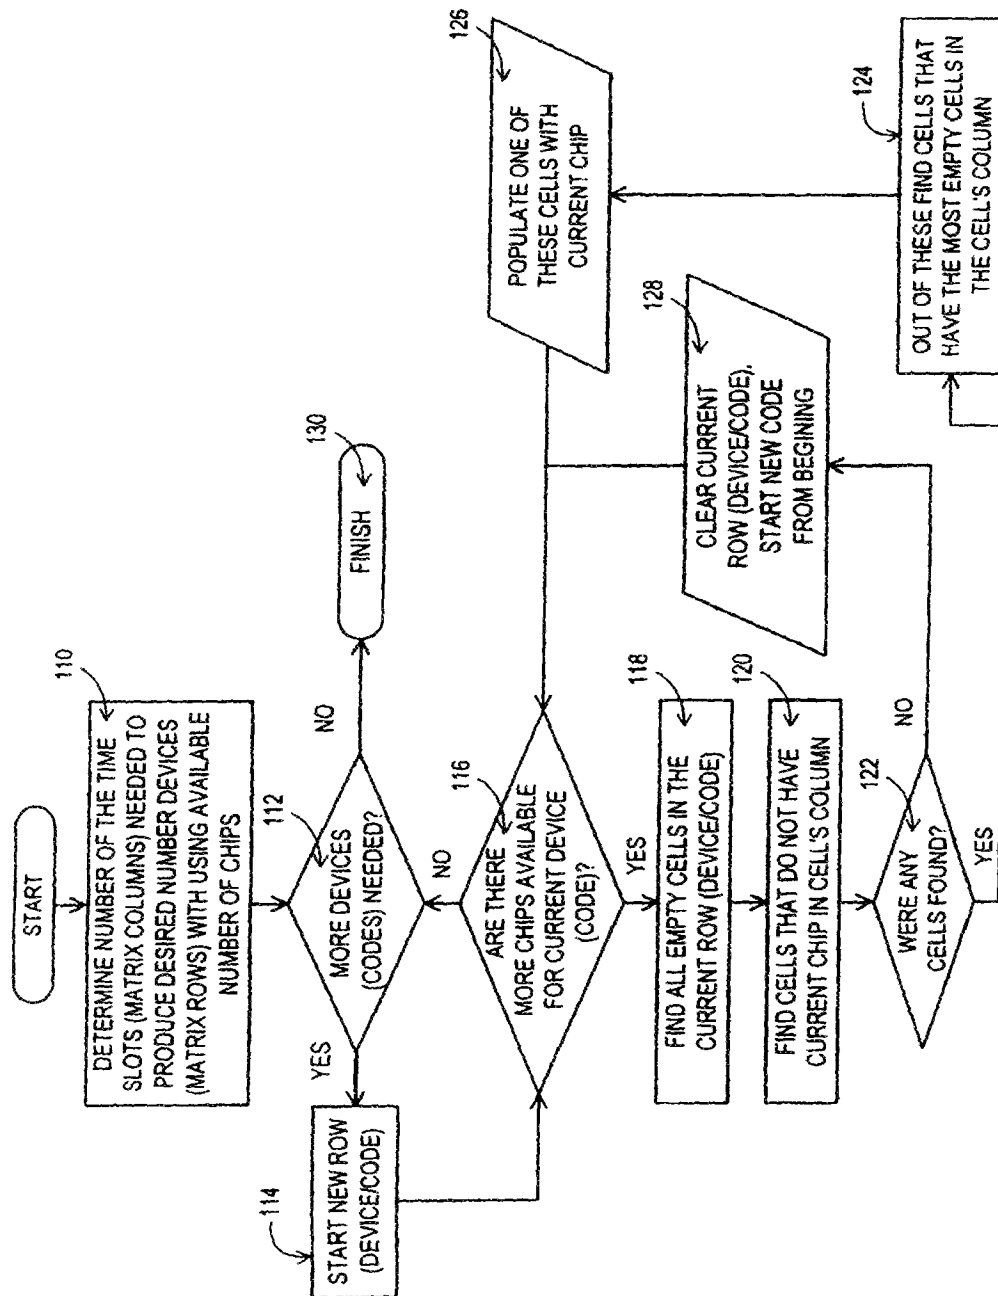 START
110
DETERMINE NUMBER OF THE TIME
SLOTS (MATRIX COLUMNS) NEEDED TO
PRODUCE DESIRED NUMBER DEVICES
(MATRIX ROWS) WITH USING AVAILABLE
NUMBER OF CHIPS
112
MORE DEVICES
(CODES) NEEDED?
NO
130
FINISH
YES
114
START NEW ROW
(DEVICE/CODE)
NO
116
ARE THERE
MORE CHIPS AVAILABLE
FOR CURRENT DEVICE
(CODE)?
YES
118
FIND ALL EMPTY CELLS IN THE
CURRENT ROW (DEVICE/CODE)
120
FIND CELLS THAT DO NOT HAVE
CURRENT CHIP IN CELL'S COLUMN
122
WERE ANY
CELLS FOUND?
NO
YES
128
CLEAR CURRENT
ROW (DEVICE/CODE),
START NEW CODE
FROM BEGINING
124
OUT OF THESE FIND CELLS THAT
HAVE THE MOST EMPTY CELLS IN
THE CELL'S COLUMN
126
POPULATE ONE OF
THESE CELLS WITH
CURRENT CHIP